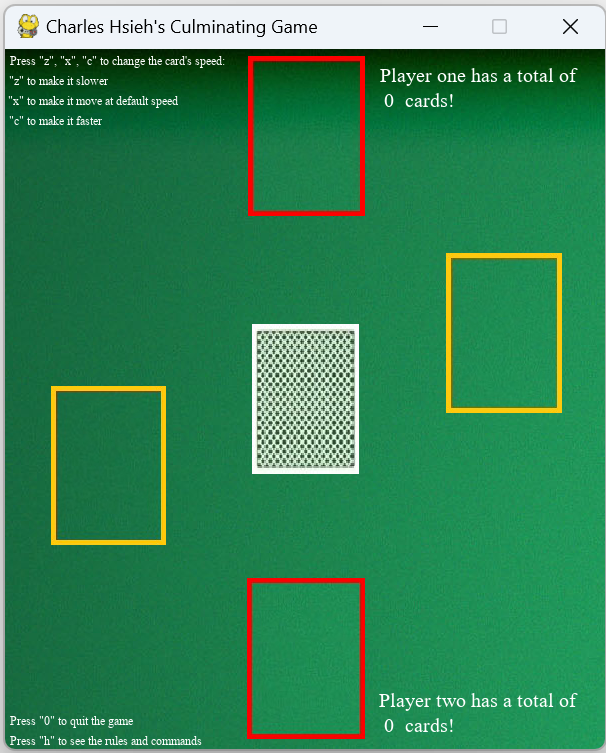 Charles Hsieh's Culminating Game
Press "z", "x", "c" to change the card's speed:
"z" to make it slower
"x" to make it move at default speed
"c" to make it faster
Player one has a total of
0 cards!
Player two has a total of
0 cards!
Press "0" to quit the game
Press "h" to see the rules and commands